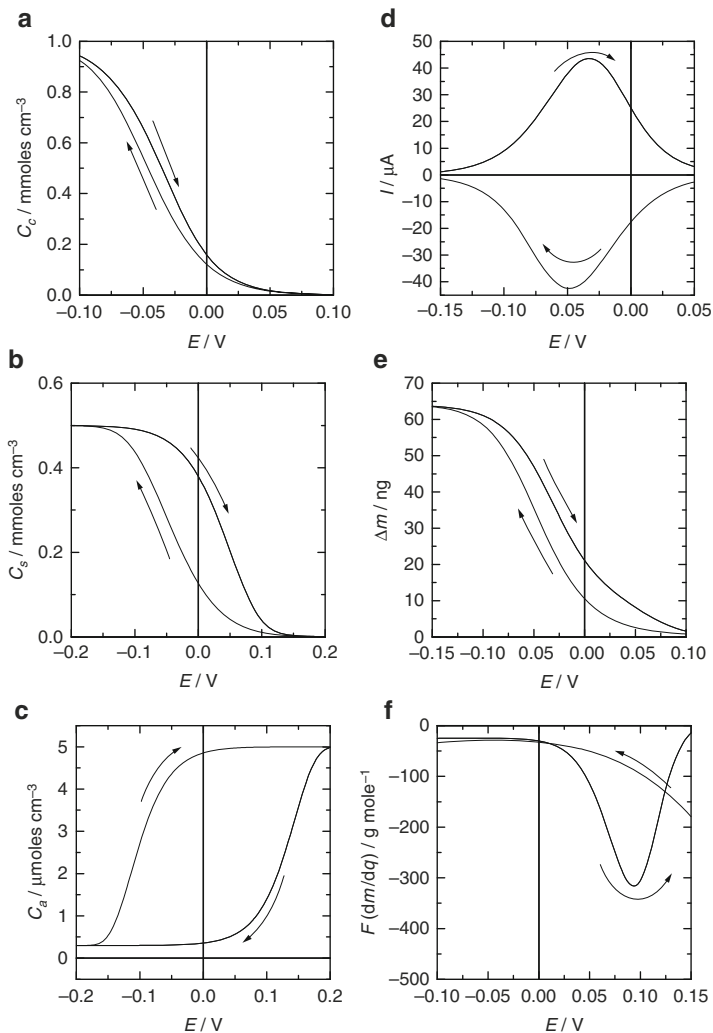 a
1.0
0.8
0.6
0.4
0.2
0.0
C_c / mmoles cm⁻³
−0.10 −0.05 0.00 0.05 0.10
E / V
d
50
40
30
20
10
0
−10
−20
−30
−40
I / μA
−0.15 −0.10 −0.05 0.00 0.05
E / V
b
0.6
0.4
0.2
0.0
C_s / mmoles cm⁻³
−0.2 −0.1 0.0 0.1 0.2
E / V
e
70
60
50
40
30
20
10
0
Δm / ng
−0.15 −0.10 0.05 0.00 0.05 0.10
E / V
c
5
4
3
2
1
0
C_a / μmoles cm⁻³
−0.2 −0.1 0.0 0.1 0.2
E / V
f
0
−100
−200
−300
−400
−500
F (dm/dq) / g mole⁻¹
−0.10 −0.05 0.00 0.05 0.10 0.15
E / V